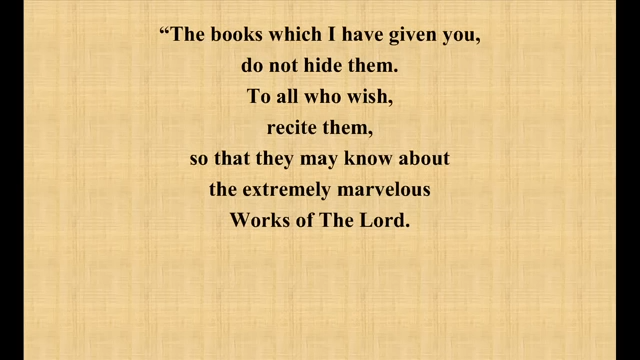 “The books which I have given you,
do not hide them.
To all who wish,
recite them,
so that they may know about
the extremely marvelous
Works of The Lord.